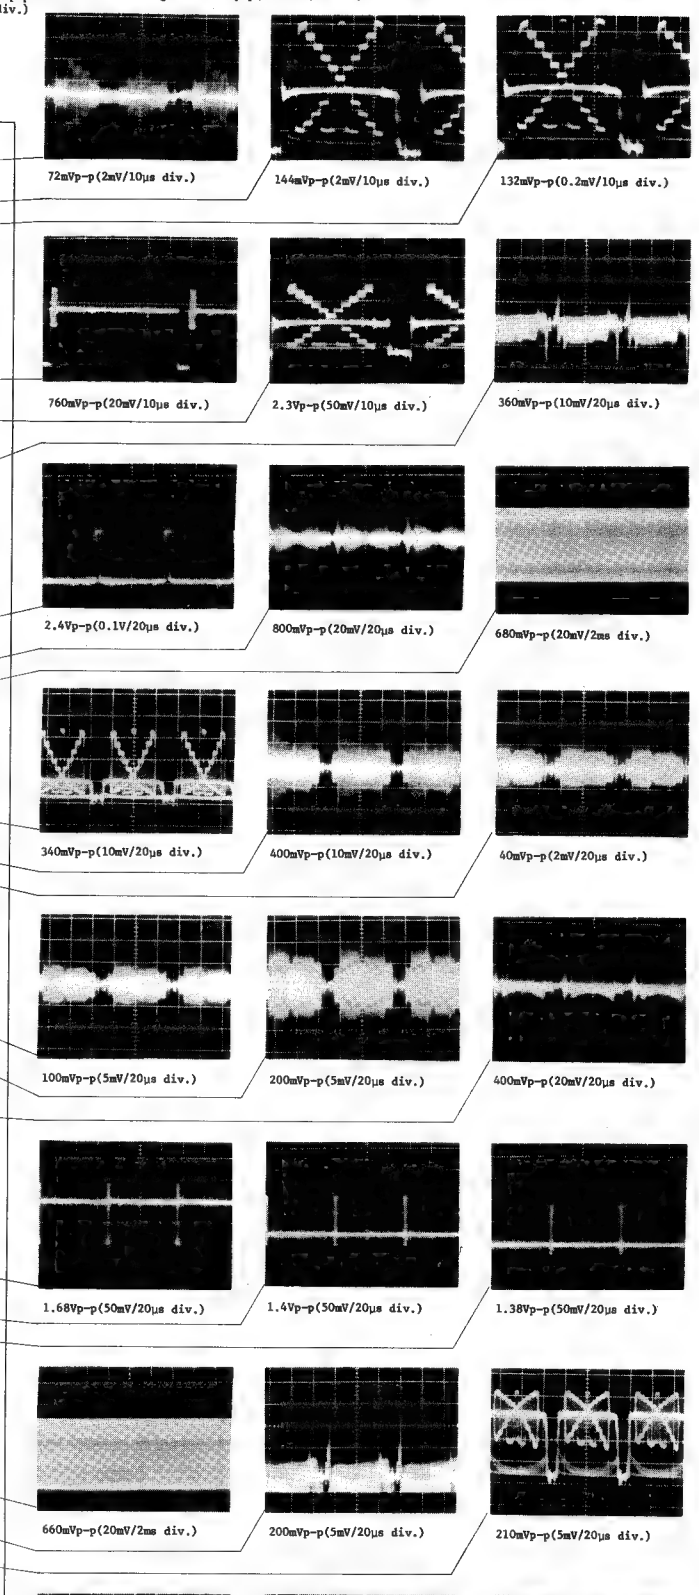 div.)
72mVp-p(2mV/10μs div.)
144mVp-p(2mV/10μs div.)
132mVp-p(0.2mV/10μs div.)
760mVp-p(20mV/10μs div.)
2.3Vp-p(50mV/10μs div.)
360mVp-p(10mV/20μs div.)
2.4Vp-p(0.1V/20μs div.)
800mVp-p(20mV/20μs div.)
680mVp-p(20mV/2ms div.)
340mVp-p(10mV/20μs div.)
400mVp-p(10mV/20μs div.)
40mVp-p(2mV/20μs div.)
100mVp-p(5mV/20μs div.)
200mVp-p(5mV/20μs div.)
400mVp-p(20mV/20μs div.)
1.68Vp-p(50mV/20μs div.)
1.4Vp-p(50mV/20μs div.)
1.38Vp-p(50mV/20μs div.)
660mVp-p(20mV/2ms div.)
200mVp-p(5mV/20μs div.)
210mVp-p(5mV/20μs div.)